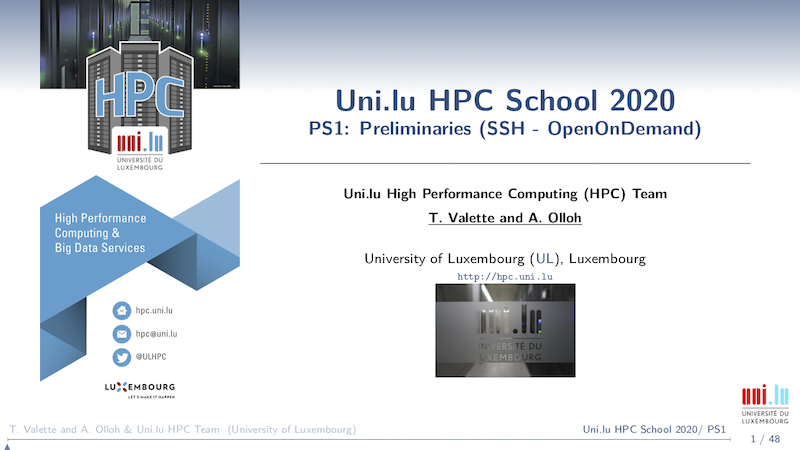 HPC
uni.lu
UNIVERSITÉ DU
LUXEMBOURG
High Performance
Computing &
Big Data Services
hpc.uni.lu
hpc@uni.lu
@ULHPC
LUXEMBOURG
LET'S MAKE IT HAPPEN
Uni.lu HPC School 2020
PS1: Preliminaries (SSH - OpenOnDemand)
Uni.lu High Performance Computing (HPC) Team
T. Valette and A. Olloh
University of Luxembourg (UL), Luxembourg
http://hpc.uni.lu
uni.lu
UNIVERSITÉ DU
LUXEMBOURG
uni.lu
UNIVERSITÉ DU
LUXEMBOURG
T. Valette and A. Olloh & Uni.lu HPC Team (University of Luxembourg)
Uni.lu HPC School 2020/ PS1
1 / 48